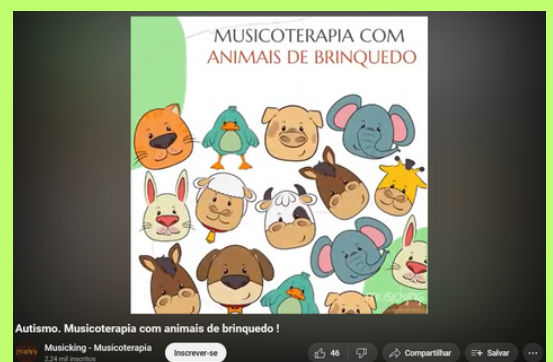 MUSICOTERAPIA COM
ANIMAIS DE BRINQUEDO
musicking
Autismo. Musicoterapia com animais de brinquedo !
Musicking - Musicoterapia
2,24 mil inscritos
Inscrever-se
46
Compartilhar
Salvar